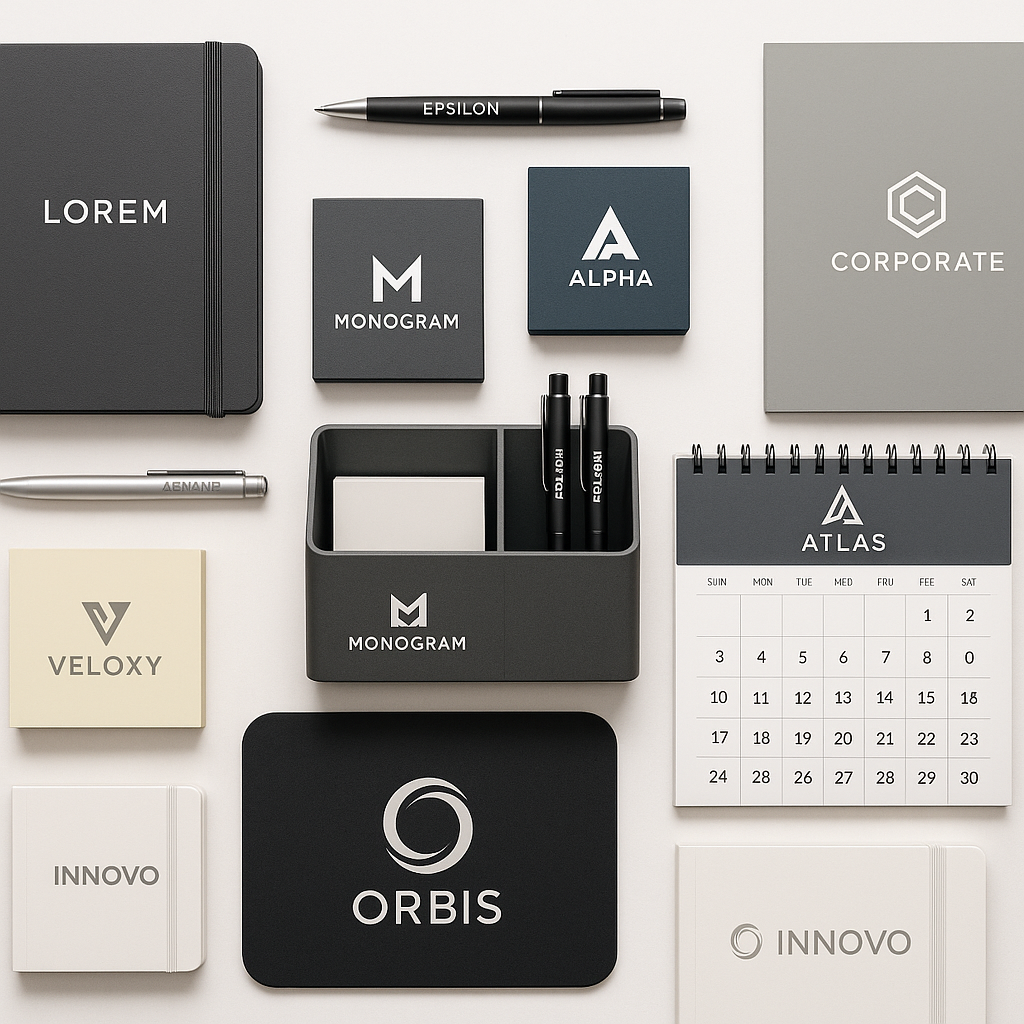 LOREM
EPSILON
MONOGRAM
ALPHA
CORPORATE
ATLAS
SUIN MON TUE MED FRU FEE SAT
1 2
3 4 5 6 7 8 0
10 11 12 13 14 15 18
17 18 19 20 21 22 23
24 28 26 27 28 29 30
VELOXY
MONOGRAM
INNOVO
ORBIS
INNOVO